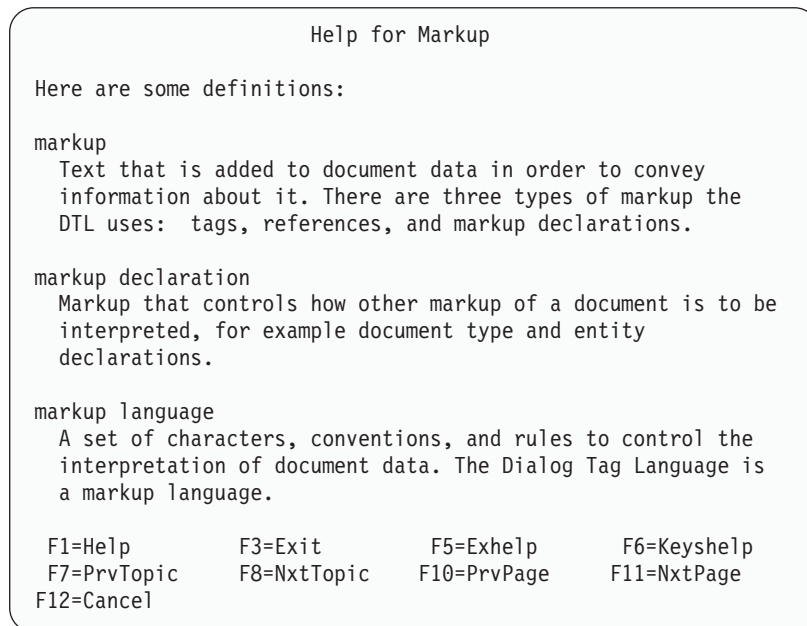 Help for Markup
Here are some definitions:
markup
Text that is added to document data in order to convey
information about it. There are three types of markup the
DTL uses:  tags, references, and markup declarations.
markup declaration
Markup that controls how other markup of a document is to be
interpreted, for example document type and entity
declarations.
markup language
A set of characters, conventions, and rules to control the
interpretation of document data. The Dialog Tag Language is
a markup language.
F1=Help F3=Exit F5=Exhelp F6=Keyshelp
F7=PrvTopic F8=NxtTopic F10=PrvPage F11=NxtPage
F12=Cancel